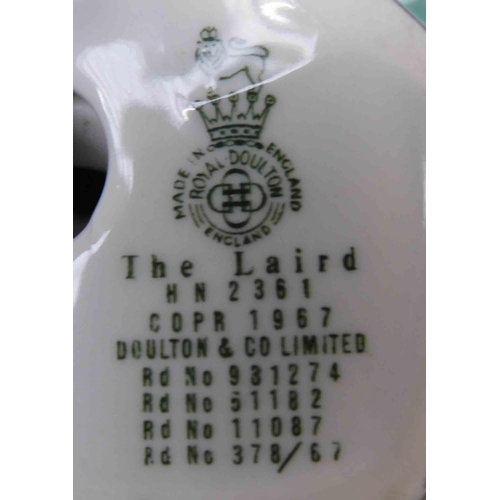 MADE IN ENGLAND
ROYAL DOULTON
ENGLAND
The Laird
HN 2361
COPR 1967
DOULTON & CO LIMITED
Rd No 931274
Rd No 51182
Rd No 11087
Rd No 378/67